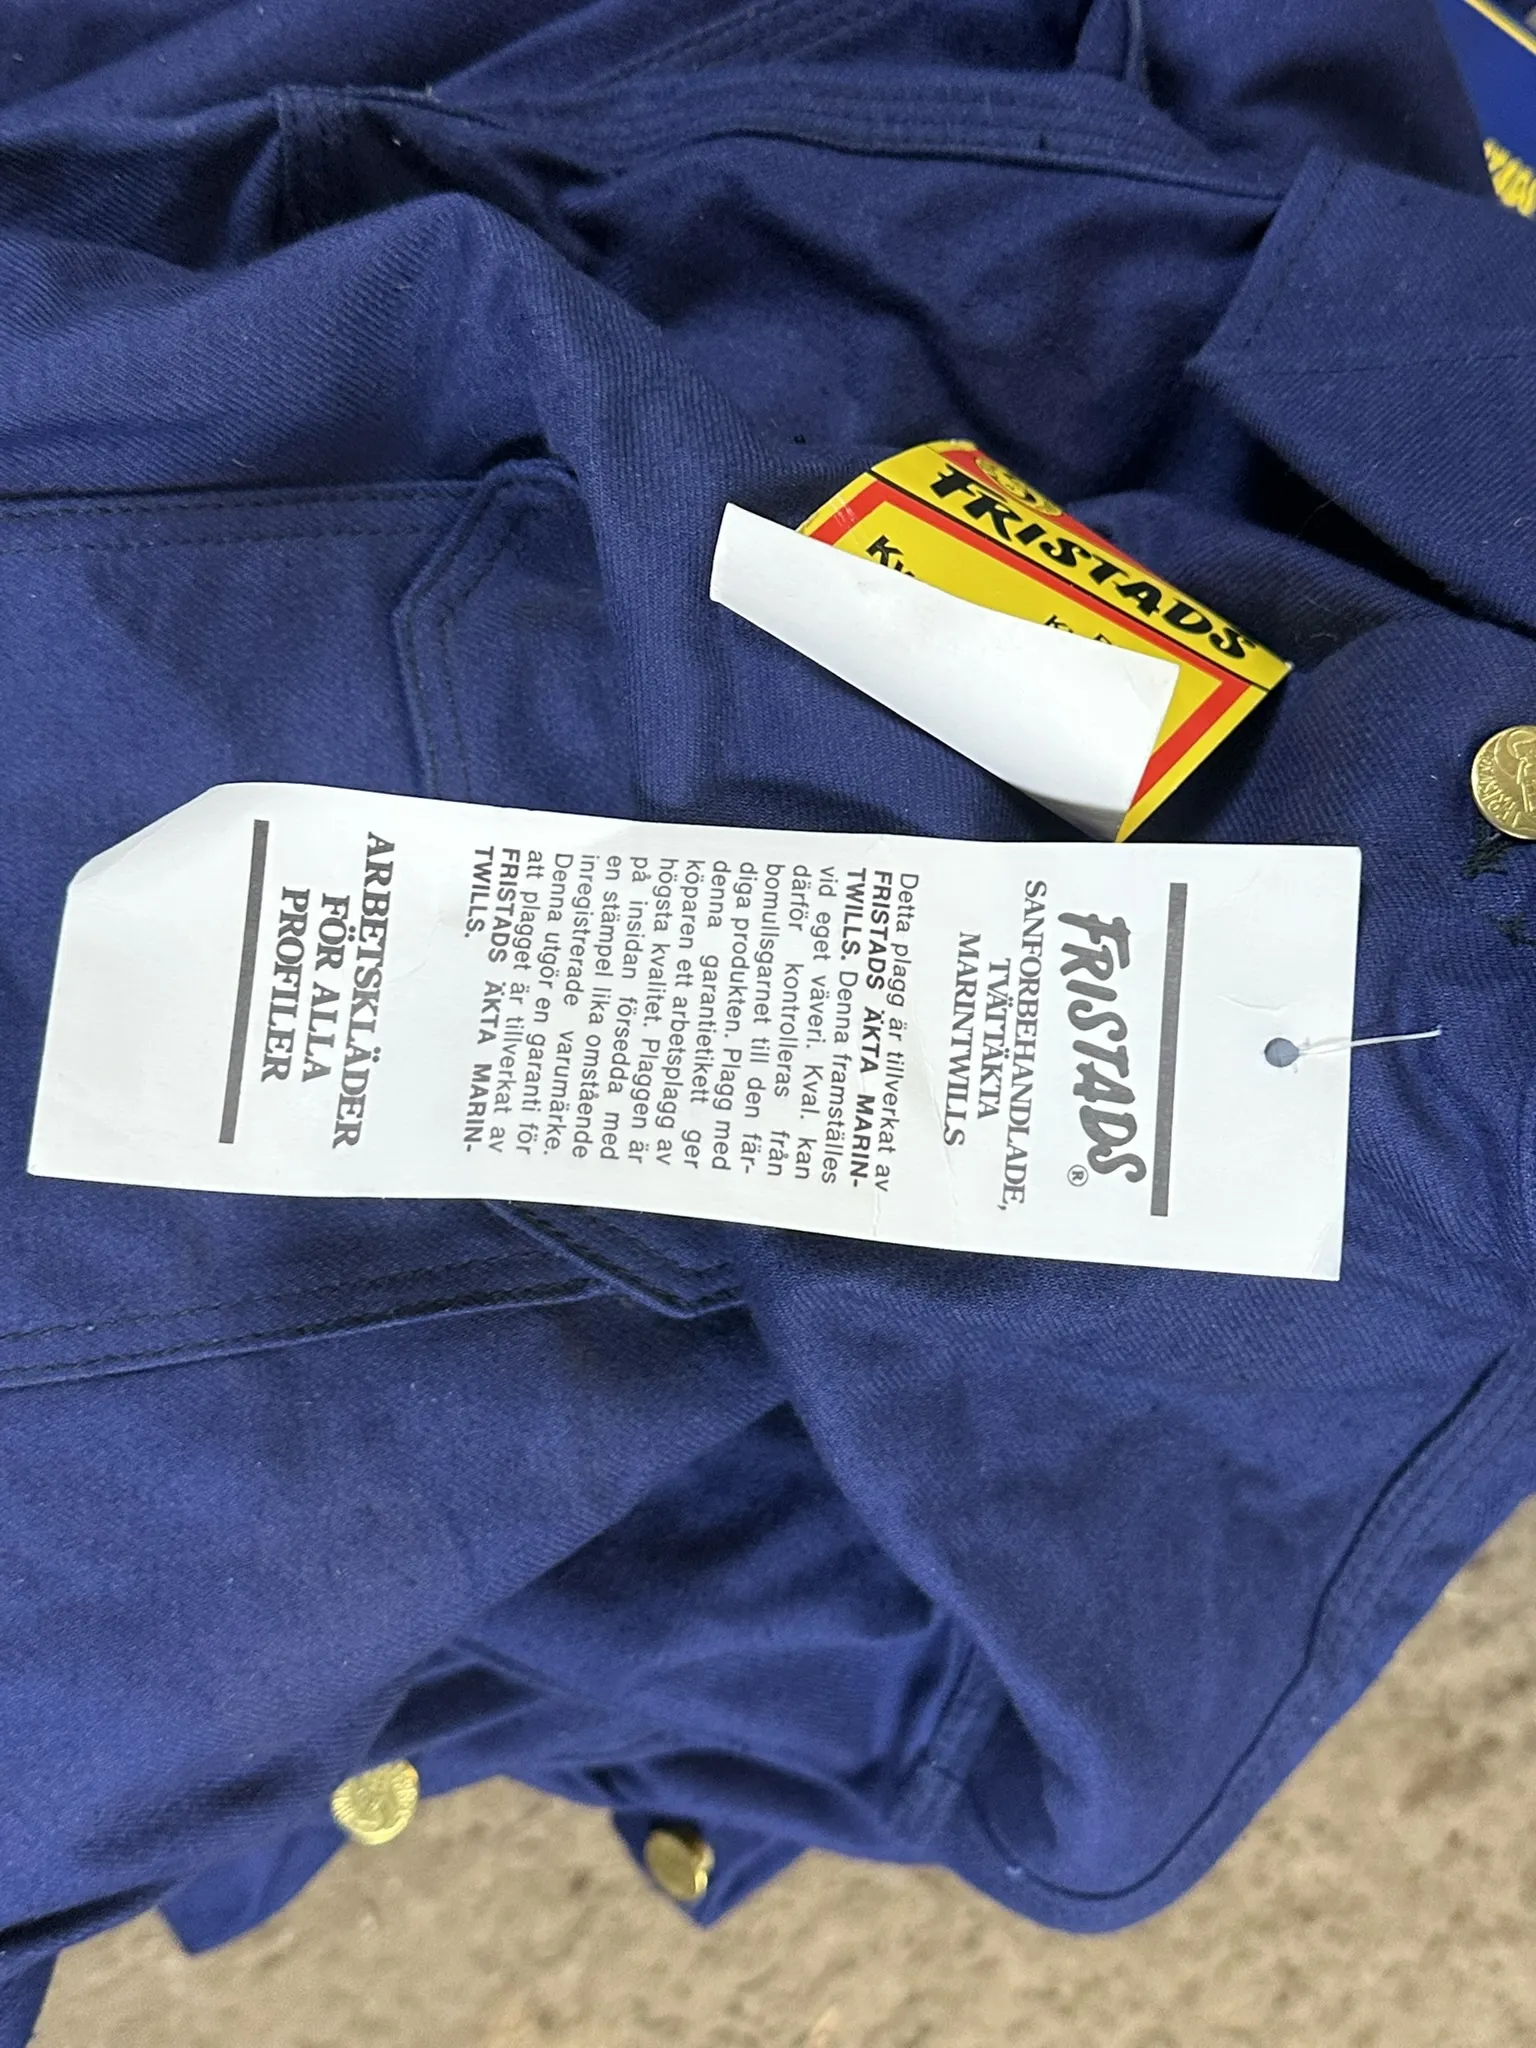 FRISTADS
FRISTADS ®
SANFORBEHANDLADE,
TVÄTTÄKTA
MARINTWILLS
Detta plagg är tillverkat av
FRISTADS ÄKTA MARIN-
TWILLS. Denna framställes
vid eget väveri. Kval. kan
därför kontrolleras från
bomullsgarnet till den fär-
diga produkten. Plagg med
denna garantietikett ger
köparen ett arbetsplagg av
högsta kvalitet. Plaggen är
på insidan försedda med
en stämpel lika omstående
inregistrerade varumärke.
Denna utgör en garanti för
att plagget är tillverkat av
FRISTADS ÄKTA MARIN-
TWILLS.
ARBETSKLÄDER
FÖR ALLA
PROFILER